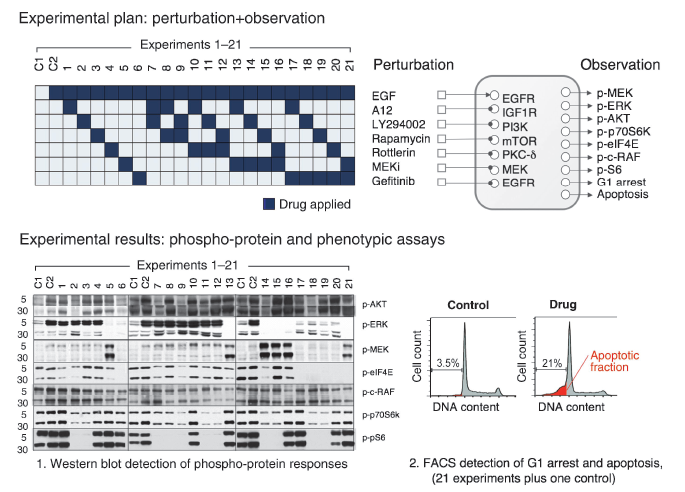 Experimental plan: perturbation+observation
Experiments 1–21
C1 C2 1 2 3 4 5 6 7 8 9 10 11 12 13 14 15 16 17 18 19 20 21
Drug applied
Perturbation
Observation
EGF
A12
LY294002
Rapamycin
Rottlerin
MEKi
Gefitinib
EGFR
IGF1R
PI3K
mTOR
PKC-δ
MEK
EGFR
p-MEK
p-ERK
p-AKT
p-p70S6K
p-eIF4E
p-c-RAF
p-S6
G1 arrest
Apoptosis
Experimental results: phospho-protein and phenotypic assays
Experiments 1–21
C1 C2 1 2 3 4 5 6 C1 C2 7 8 9 10 11 12 13 C1 C2 14 15 16 17 18 19 20 21
5
30
p-AKT
5
30
p-ERK
5
30
p-MEK
5
30
p-eIF4E
5
30
p-c-RAF
5
30
p-p70S6k
5
30
p-pS6
1. Western blot detection of phospho-protein responses
Control
Cell count
3.5%
DNA content
Drug
Cell count
21%
Apoptotic
fraction
DNA content
2. FACS detection of G1 arrest and apoptosis,
(21 experiments plus one control)